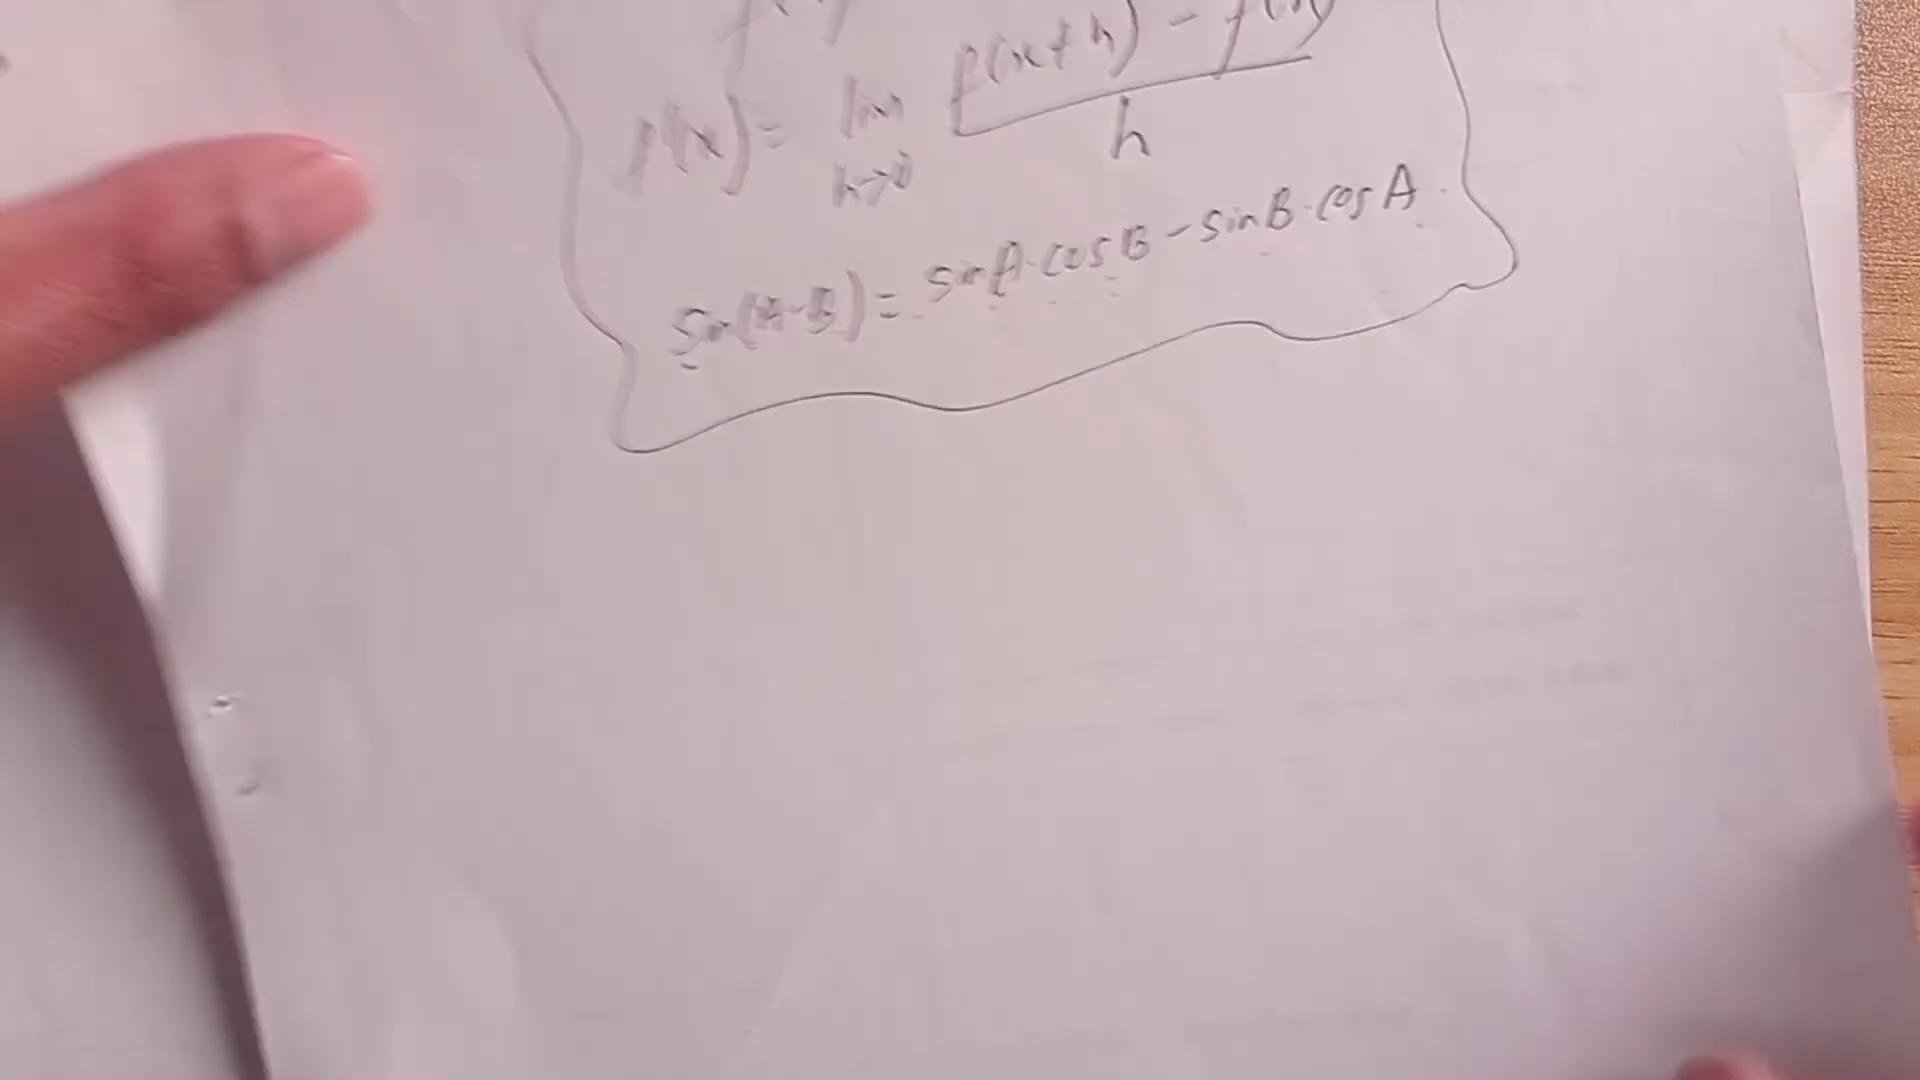 f'(x) = lim h→0 f(x+h) - f(x) / h
sin(A-B) = sinA·cosB - sinB·cosA